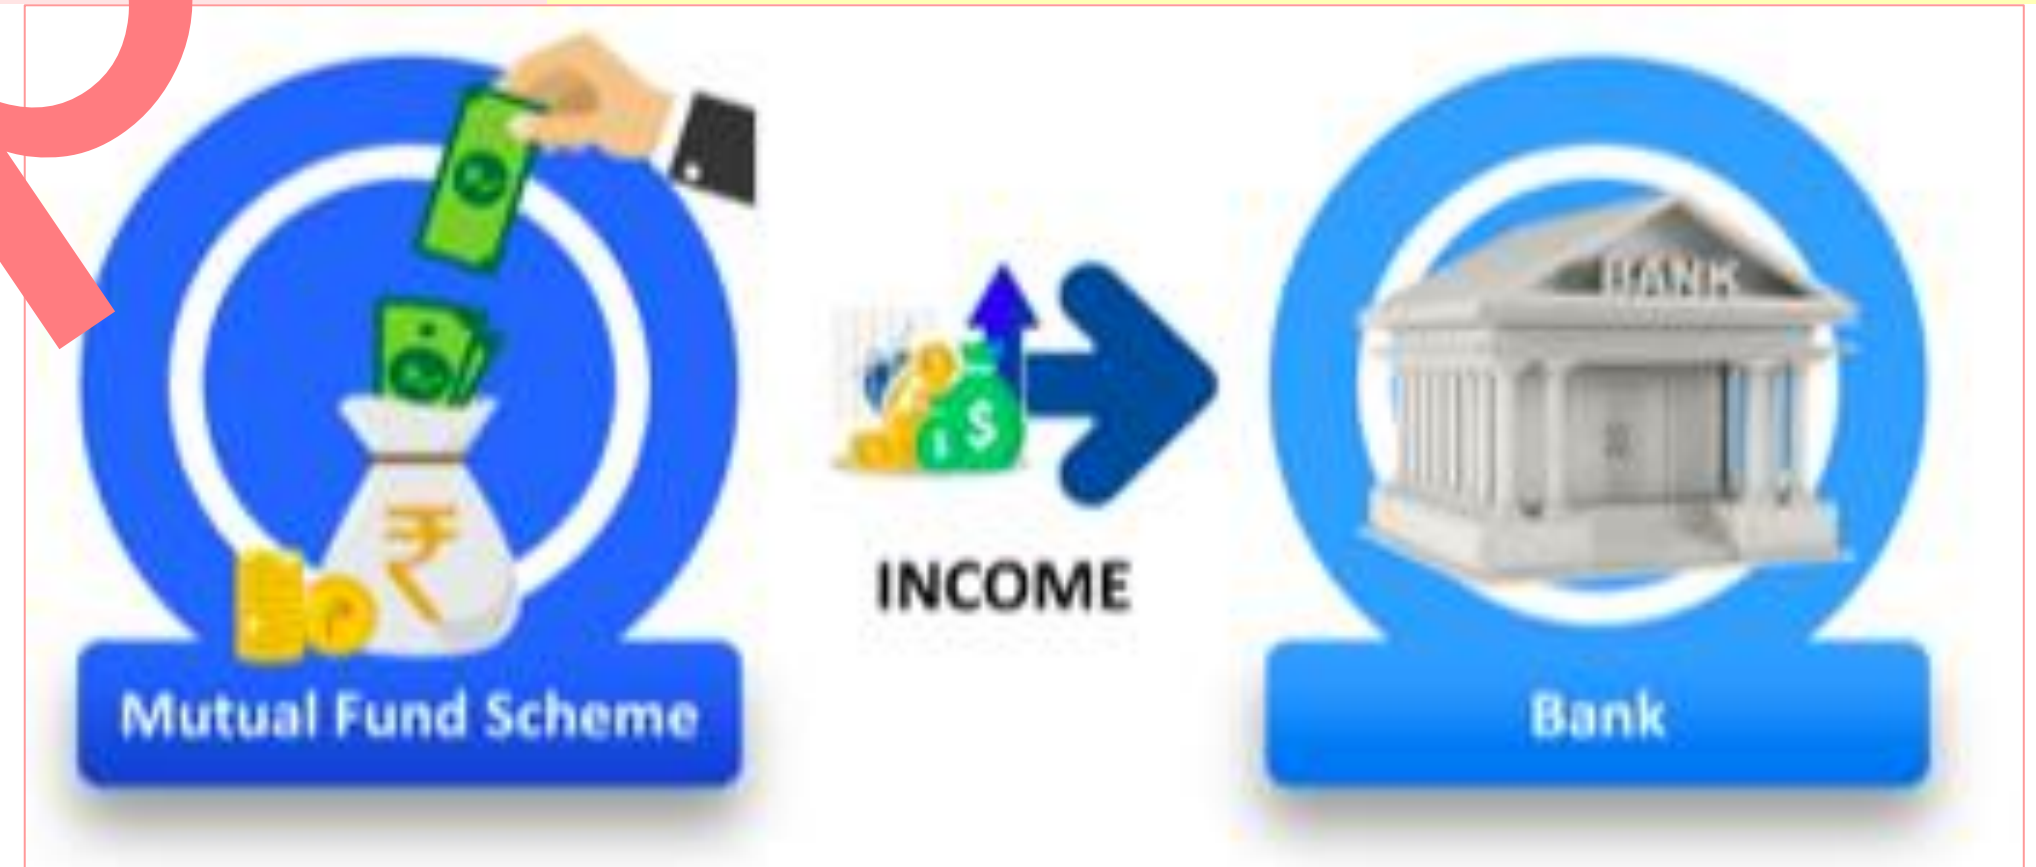 BANK
₹
$
INCOME
Mutual Fund Scheme
Bank